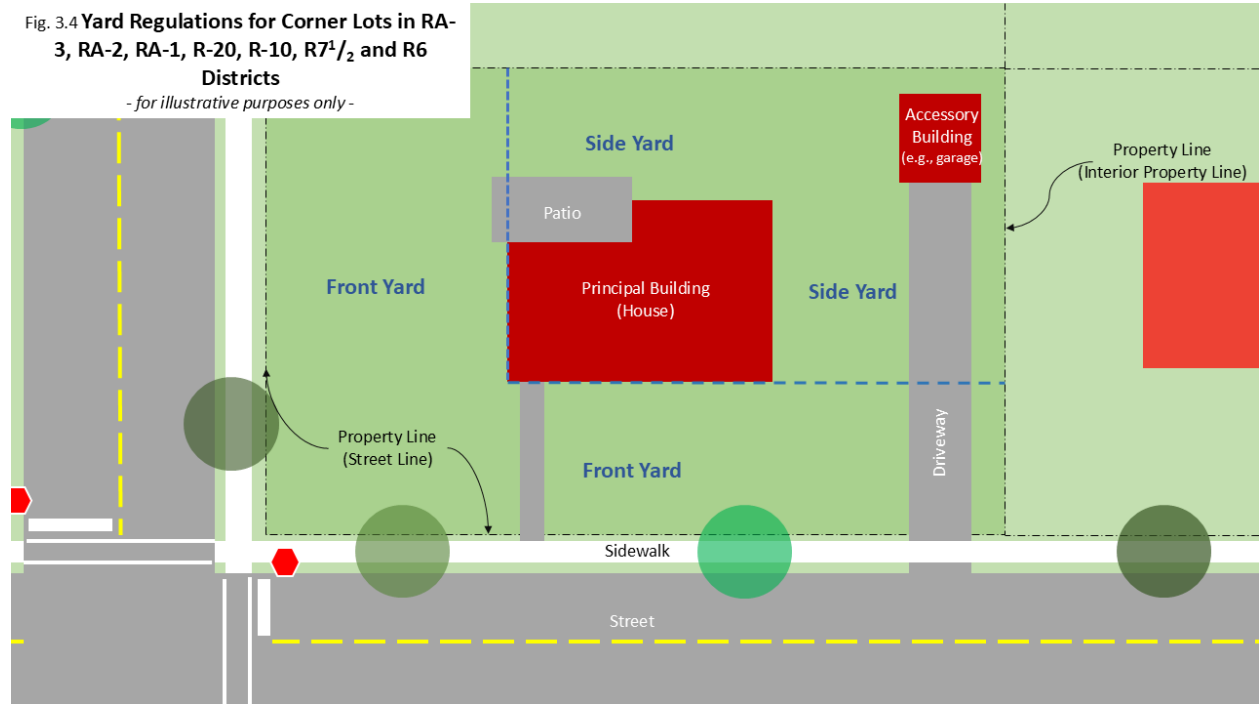 Fig. 3.4 Yard Regulations for Corner Lots in RA-
3, RA-2, RA-1, R-20, R-10, R7¹/₂ and R6
Districts
- for illustrative purposes only -
Accessory
Building
(e.g., garage)
Side Yard
Property Line
(Interior Property Line)
Patio
Front Yard
Principal Building
(House)
Side Yard
Property Line
(Street Line)
Front Yard
Driveway
Sidewalk
Street